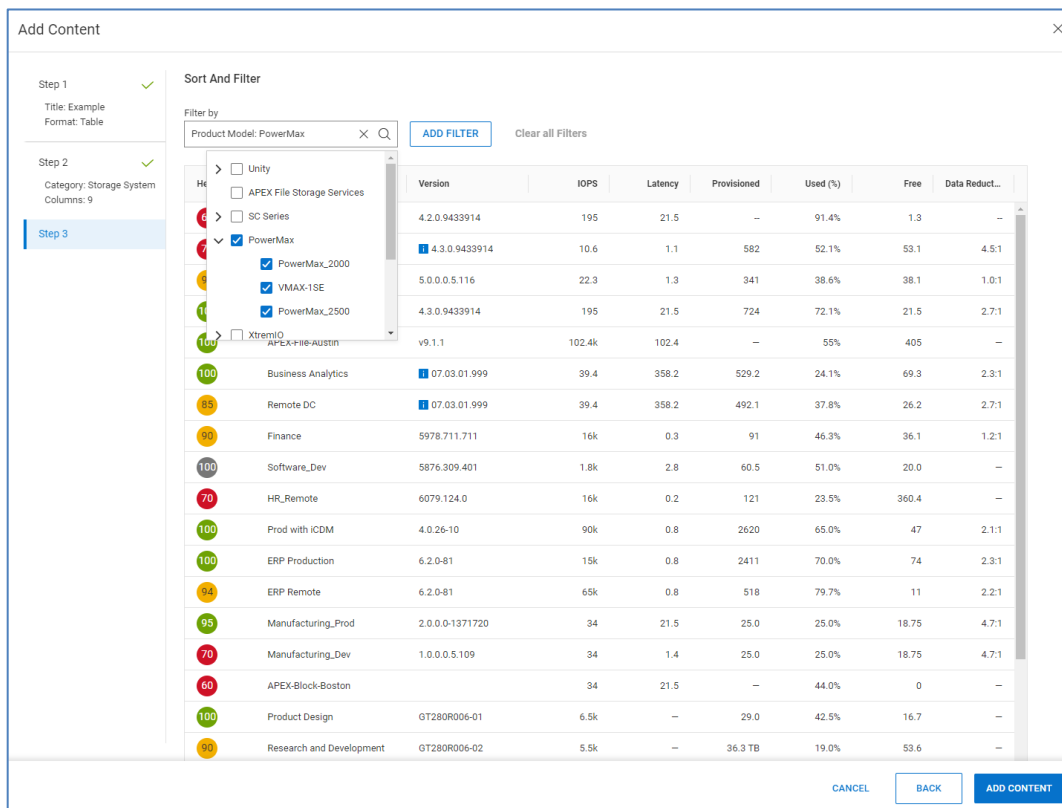 Add Content
Step 1
Title: Example
Format: Table
Step 2
Category: Storage System
Columns: 9
Step 3
Sort And Filter
Filter by
Product Model: PowerMax
ADD FILTER
Clear all Filters
Unity
APEX File Storage Services
SC Series
PowerMax
PowerMax_2000
VMAX-1SE
PowerMax_2500
XtremIO
Version IOPS Latency Provisioned Used (%) Free Data Reduct...
4.2.0.9433914 195 21.5 – 91.4% 1.3 –
4.3.0.9433914 10.6 1.1 582 52.1% 53.1 4.5:1
5.0.0.0.5.116 22.3 1.3 341 38.6% 38.1 1.0:1
4.3.0.9433914 195 21.5 724 72.1% 21.5 2.7:1
100 APEX-File-Austin v9.1.1 102.4k 102.4 – 55% 405 –
100 Business Analytics i 07.03.01.999 39.4 358.2 529.2 24.1% 69.3 2.3:1
85 Remote DC i 07.03.01.999 39.4 358.2 492.1 37.8% 26.2 2.7:1
90 Finance 5978.711.711 16k 0.3 91 46.3% 36.1 1.2:1
100 Software_Dev 5876.309.401 1.8k 2.8 60.5 51.0% 20.0 –
70 HR_Remote 6079.124.0 16k 0.2 121 23.5% 360.4 –
100 Prod with iCDM 4.0.26-10 90k 0.8 2620 65.0% 47 2.1:1
100 ERP Production 6.2.0-81 15k 0.8 2411 70.0% 74 2.3:1
94 ERP Remote 6.2.0-81 65k 0.8 518 79.7% 11 2.2:1
95 Manufacturing_Prod 2.0.0.0-1371720 34 21.5 25.0 25.0% 18.75 4.7:1
70 Manufacturing_Dev 1.0.0.0.5.109 34 1.4 25.0 25.0% 18.75 4.7:1
60 APEX-Block-Boston 34 21.5 – 44.0% 0 –
100 Product Design GT280R006-01 6.5k – 29.0 42.5% 16.7 –
90 Research and Development GT280R006-02 5.5k – 36.3 TB 19.0% 53.6 –
CANCEL
BACK
ADD CONTENT